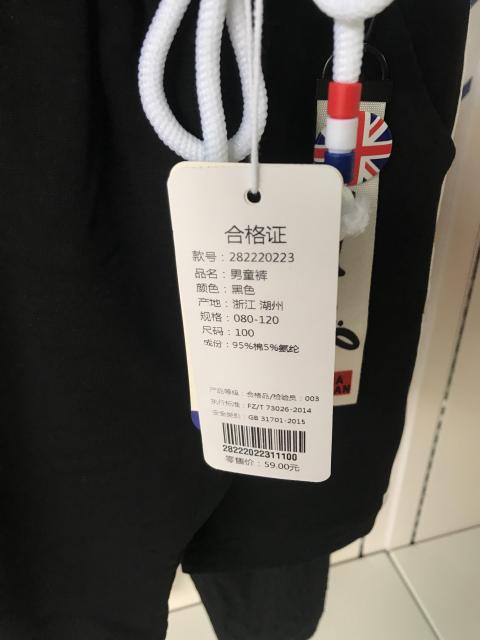 合格证
款号：282220223
品名：男童裤
颜色：黑色
产地：浙江 湖州
规格：080-120
尺码：100
成份：95%棉5%氨纶
产品等级：合格品/检验员：003
执行标准：FZ/T 73026-2014
安全类别：GB 31701-2015
28222022311100
零售价：59.00元